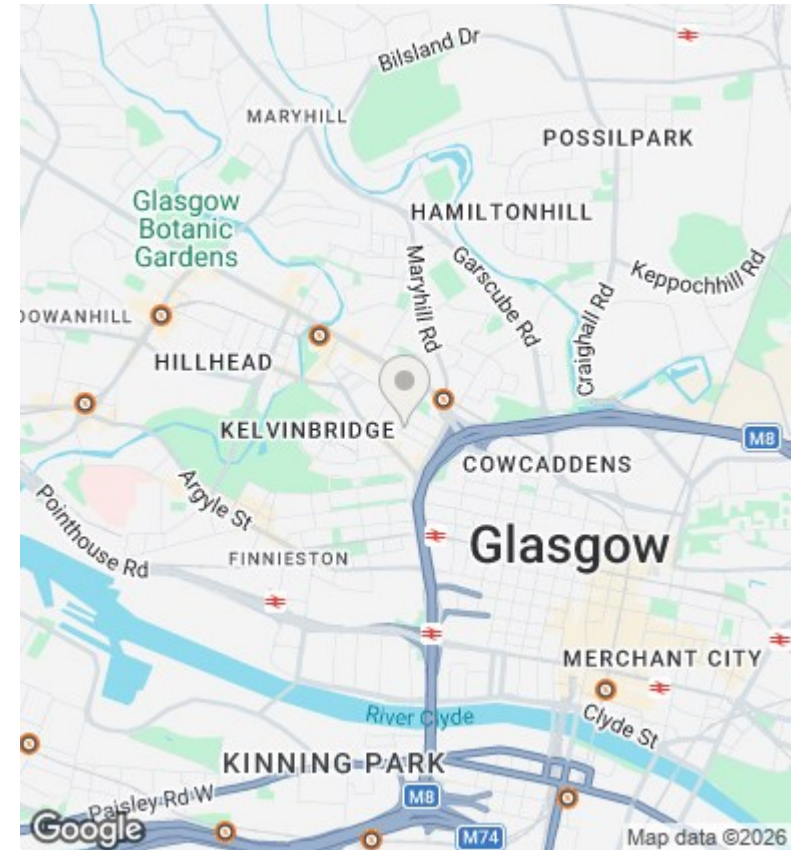 Bilsland Dr
MARYHILL
POSSILPARK
Glasgow
Botanic
Gardens
HAMILTONHILL
Maryhill Rd
Garscube Rd
Keppochhill Rd
Craighall Rd
DOWANHILL
HILLHEAD
KELVINBRIDGE
M8
COWCADDENS
Argyle St
Pointhouse Rd
Glasgow
FINNIESTON
MERCHANT CITY
River Clyde
Clyde St
KINNING PARK
M8
Paisley Rd W
Google
M74
Map data ©2026